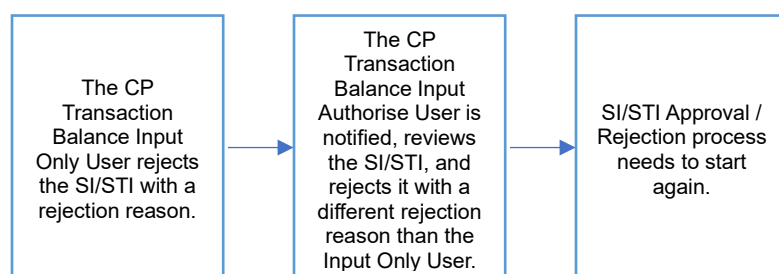 The CP
Transaction
Balance Input
Only User rejects
the SI/STI with a
rejection reason.
The CP
Transaction
Balance Input
Authorise User is
notified, reviews
the SI/STI, and
rejects it with a
different rejection
reason than the
Input Only User.
SI/STI Approval /
Rejection process
needs to start
again.